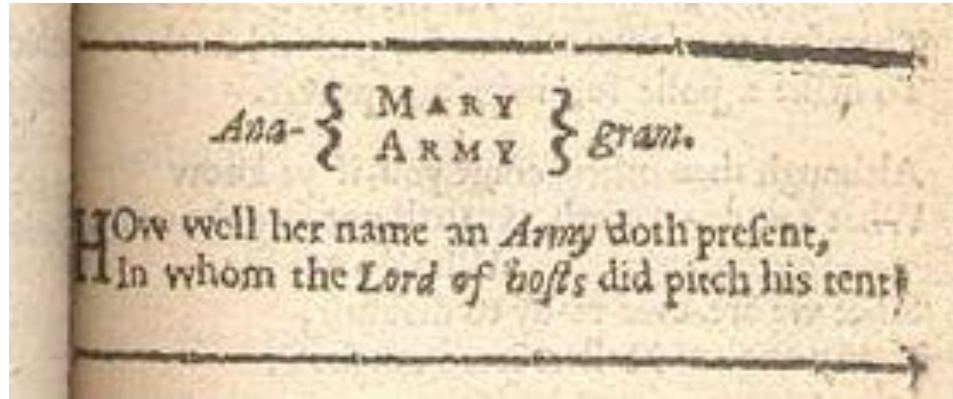 Ana- { MARY } gram.
ARMY
HOw well her name an Army doth preſent,
In whom the Lord of hoſts did pitch his tent!